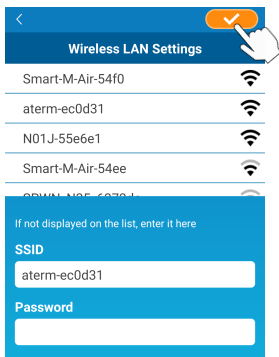 Wireless LAN Settings
Smart-M-Air-54f0
aterm-ec0d31
N01J-55e6e1
Smart-M-Air-54ee
If not displayed on the list, enter it here
SSID
aterm-ec0d31
Password